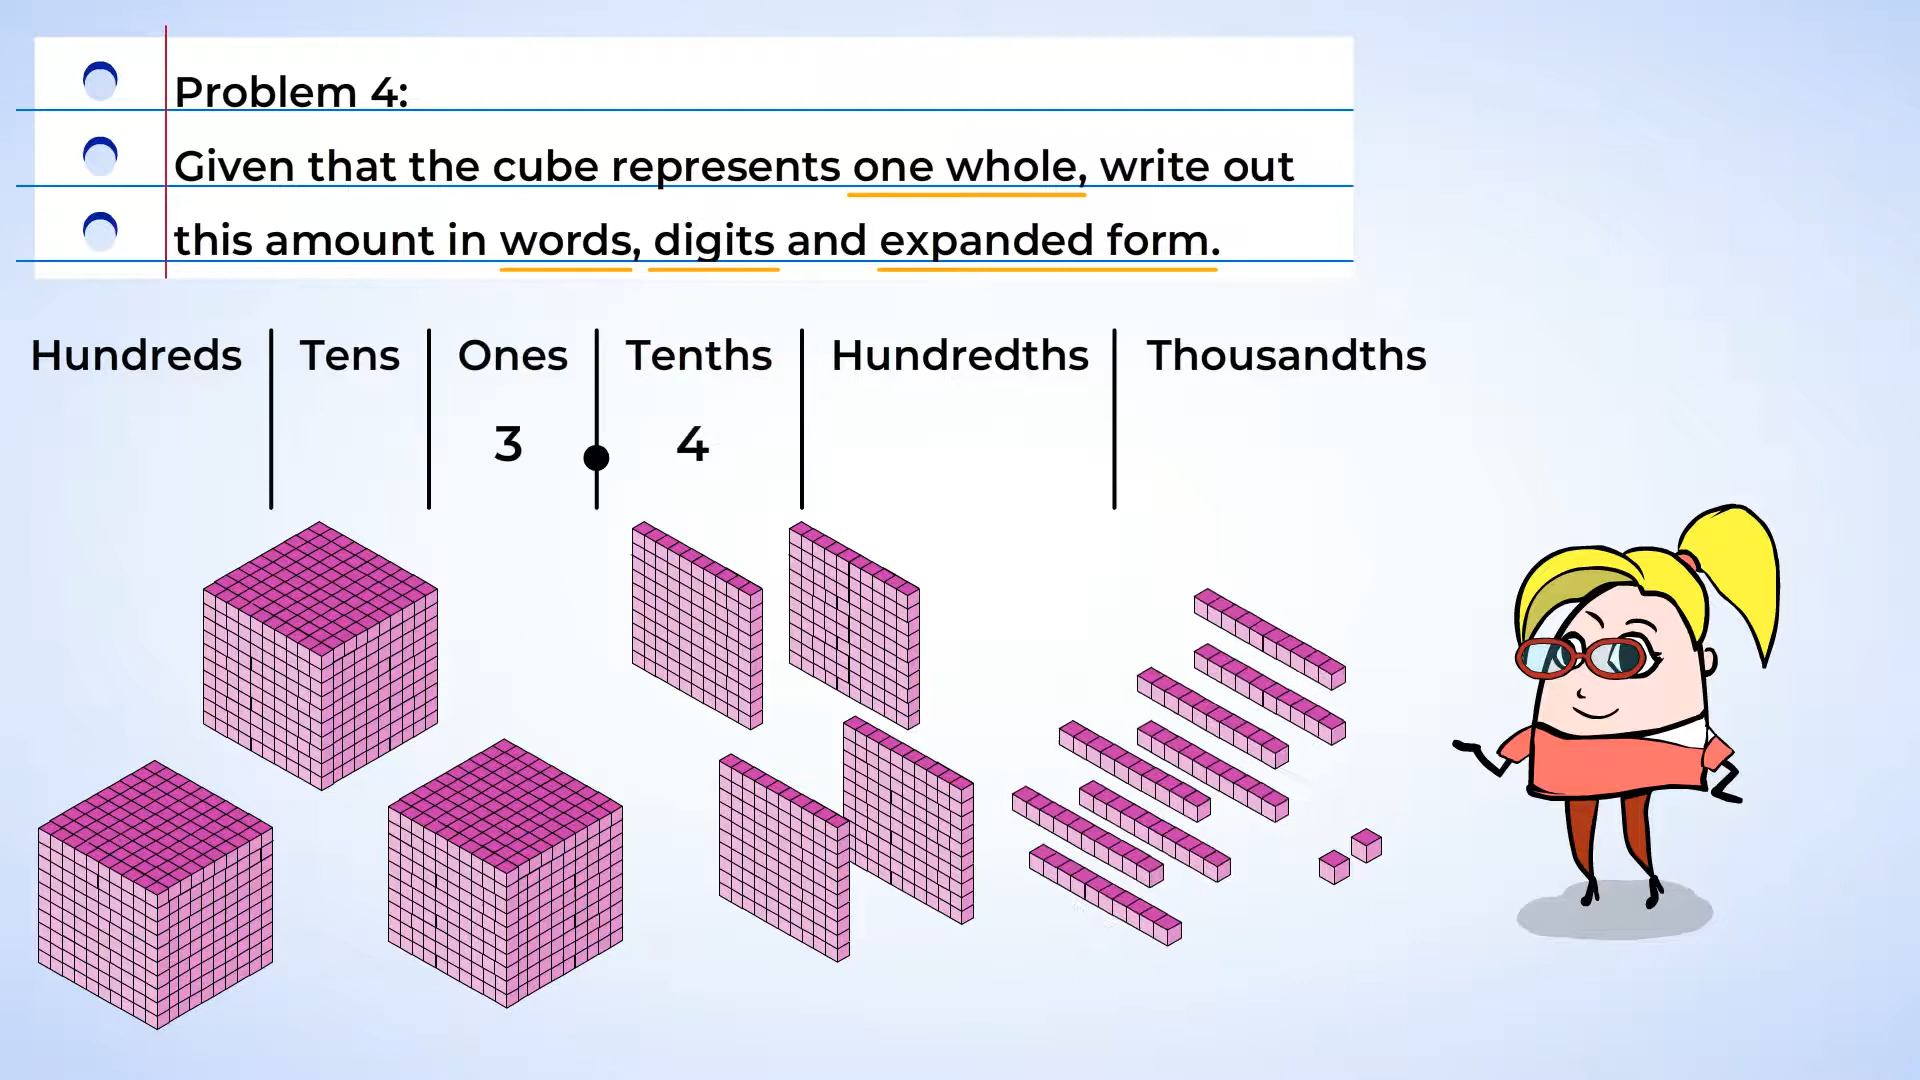 Problem 4:
Given that the cube represents one whole, write out
this amount in words, digits and expanded form.
Hundreds Tens Ones Tenths Hundredths Thousandths
3 . 4